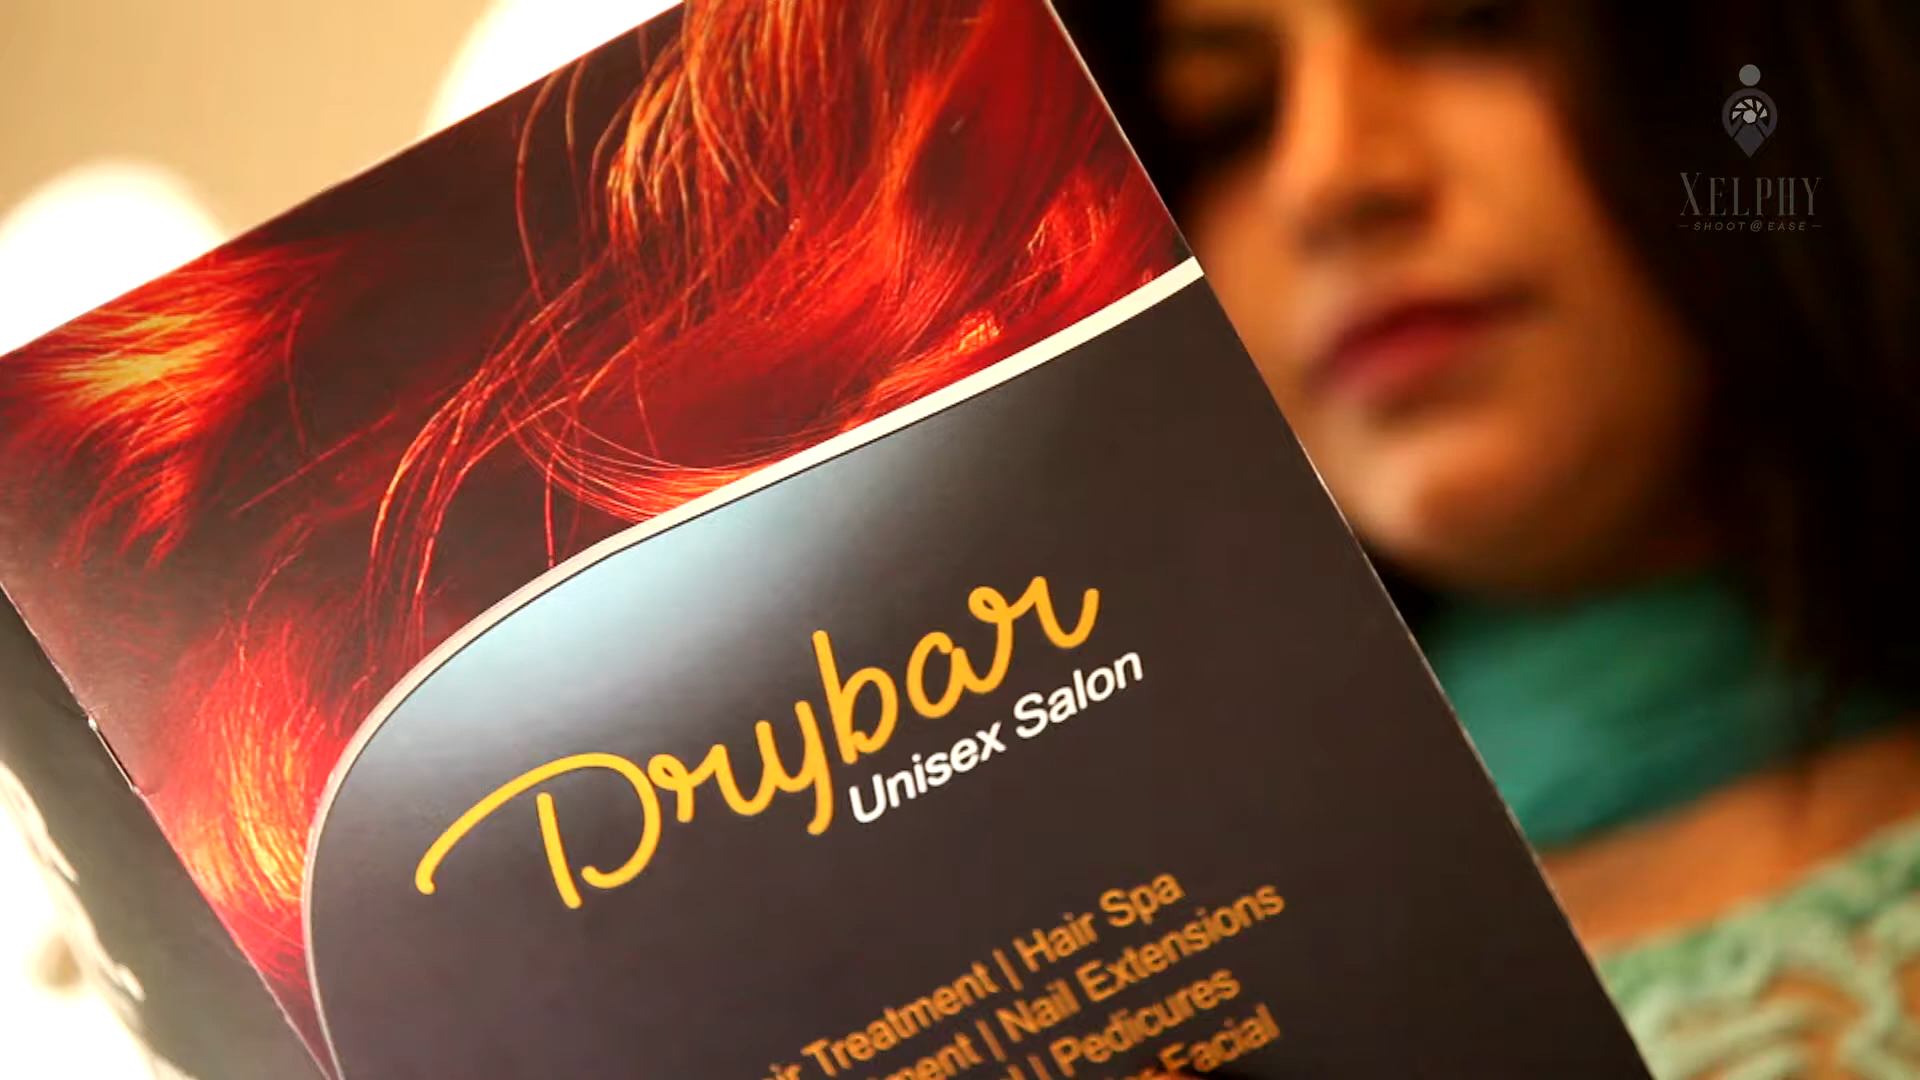 XELPHY
SHOOT@EASE
Drybar
Unisex Salon
Treatment | Hair Spa
| Nail Extensions
| Pedicures
Facial